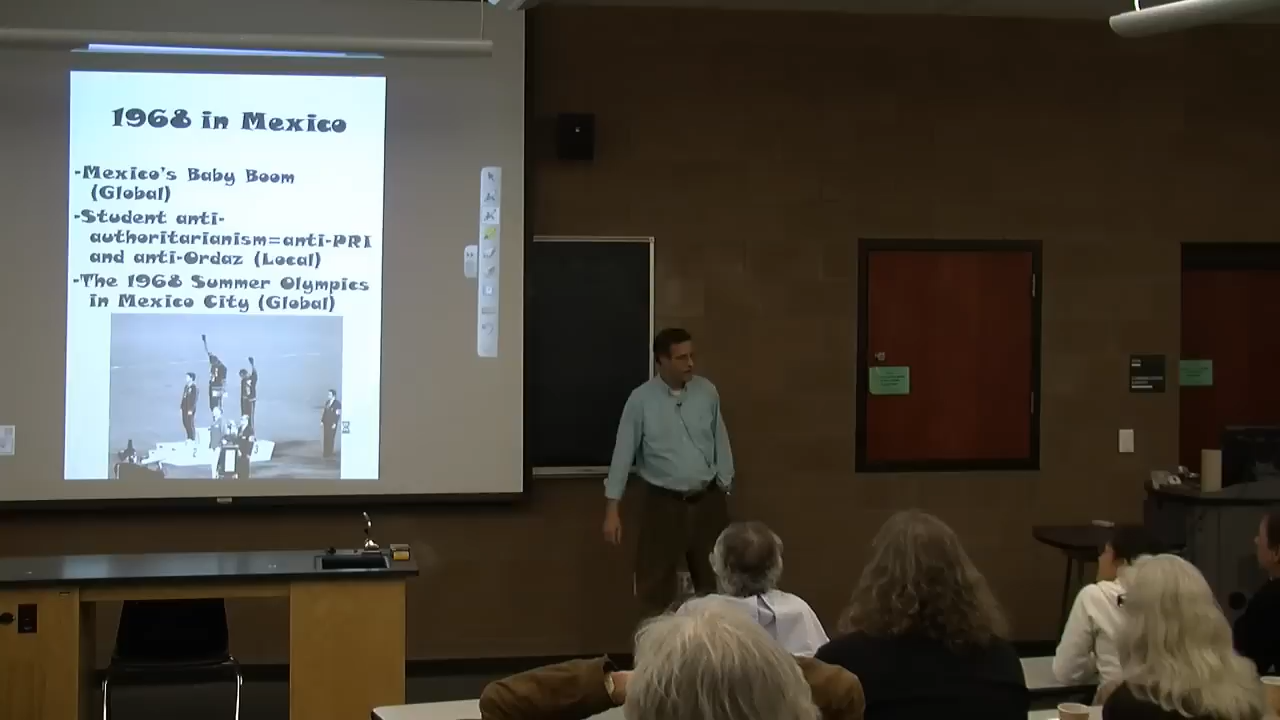 1968 in Mexico
-Mexico's Baby Boom
(Global)
-Student anti-
authoritarianism=anti-PRI
and anti-Ordaz (Local)
-The 1968 Summer Olympics
in Mexico City (Global)